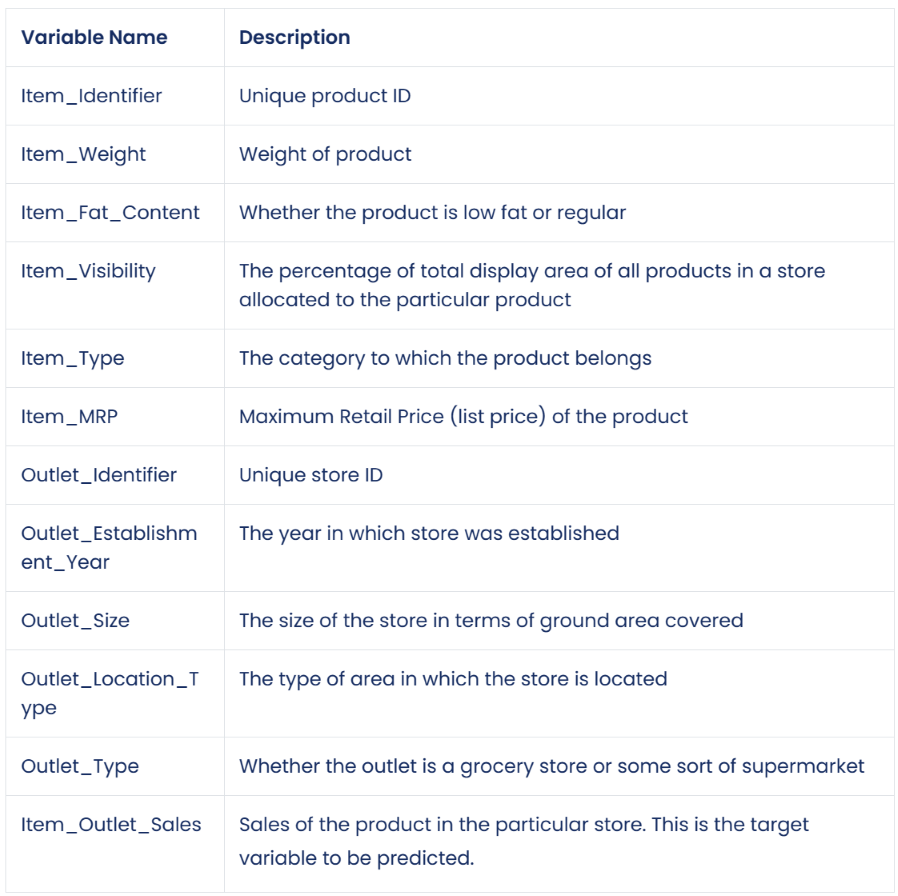 Variable Name Description
Item_Identifier Unique product ID
Item_Weight Weight of product
Item_Fat_Content Whether the product is low fat or regular
Item_Visibility The percentage of total display area of all products in a store
allocated to the particular product
Item_Type The category to which the product belongs
Item_MRP Maximum Retail Price (list price) of the product
Outlet_Identifier Unique store ID
Outlet_Establishm The year in which store was established
ent_Year
Outlet_Size The size of the store in terms of ground area covered
Outlet_Location_T The type of area in which the store is located
ype
Outlet_Type Whether the outlet is a grocery store or some sort of supermarket
Item_Outlet_Sales Sales of the product in the particular store. This is the target
variable to be predicted.